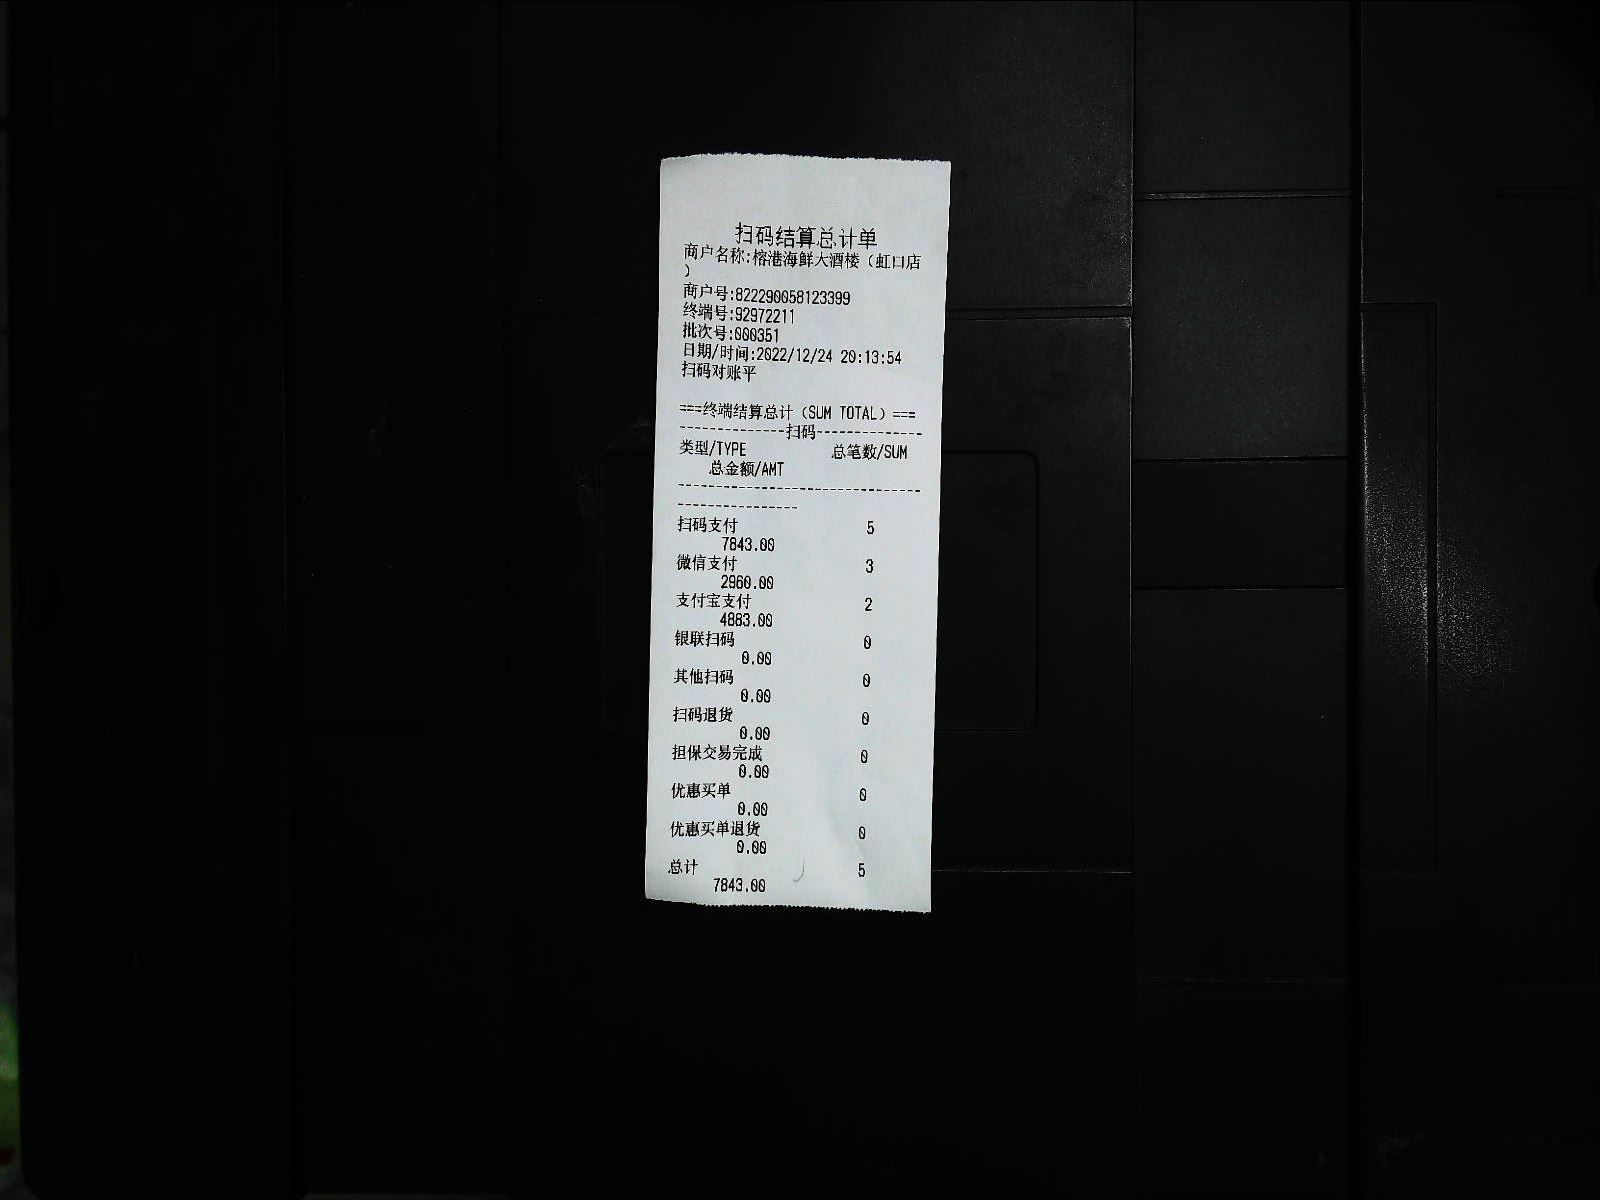 扫码结算总计单
商户名称:榕港海鲜大酒楼（虹口店
）
商户号:822290058123399
终端号:92972211
批次号:000351
日期/时间:2022/12/24 20:13:54
扫码对账平
===终端结算总计（SUM TOTAL）===
--------------扫码--------------
类型/TYPE 总笔数/SUM
总金额/AMT
--------------------------------
----------------
扫码支付 5
7843.00
微信支付 3
2960.00
支付宝支付 2
4883.00
银联扫码 0
0.00
其他扫码 0
0.00
扫码退货 0
0.00
担保交易完成 0
0.00
优惠买单 0
0.00
优惠买单退货 0
0.00
总计 5
7843.00